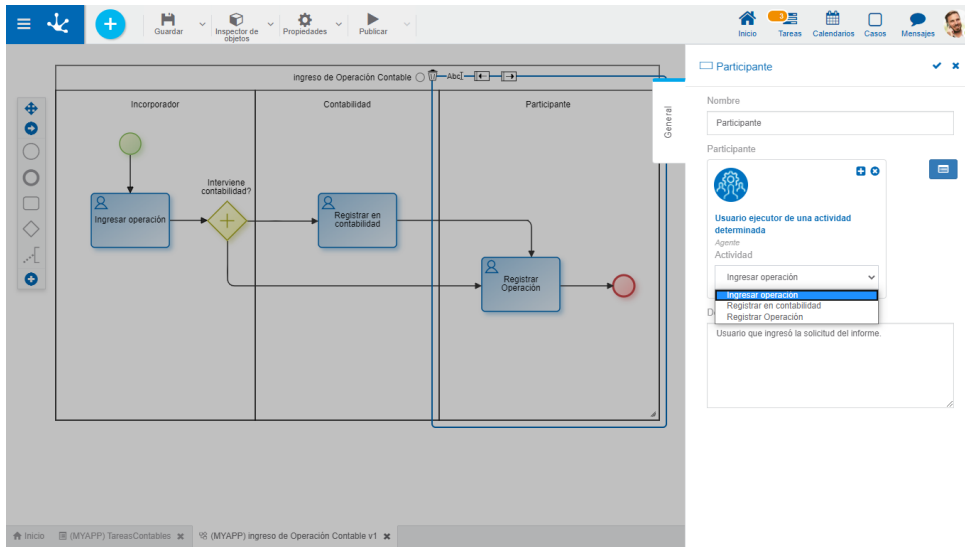 Guardar
Inspector de
objetos
Propiedades
Publicar
Inicio
3
Tareas
Calendarios
Casos
Mensajes
ingreso de Operación Contable
AbcI
Incorporador
Contabilidad
Participante
Interviene
contabilidad?
Ingresar operación
Registrar en
contabilidad
Registrar
Operación
General
Participante
Nombre
Participante
Participante
Usuario ejecutor de una actividad
determinada
Agente
Actividad
Ingresar operación
Ingresar operación
Registrar en contabilidad
Registrar Operación
Usuario que ingresó la solicitud del informe.
Inicio
(MYAPP) TareasContables
(MYAPP) ingreso de Operación Contable v1